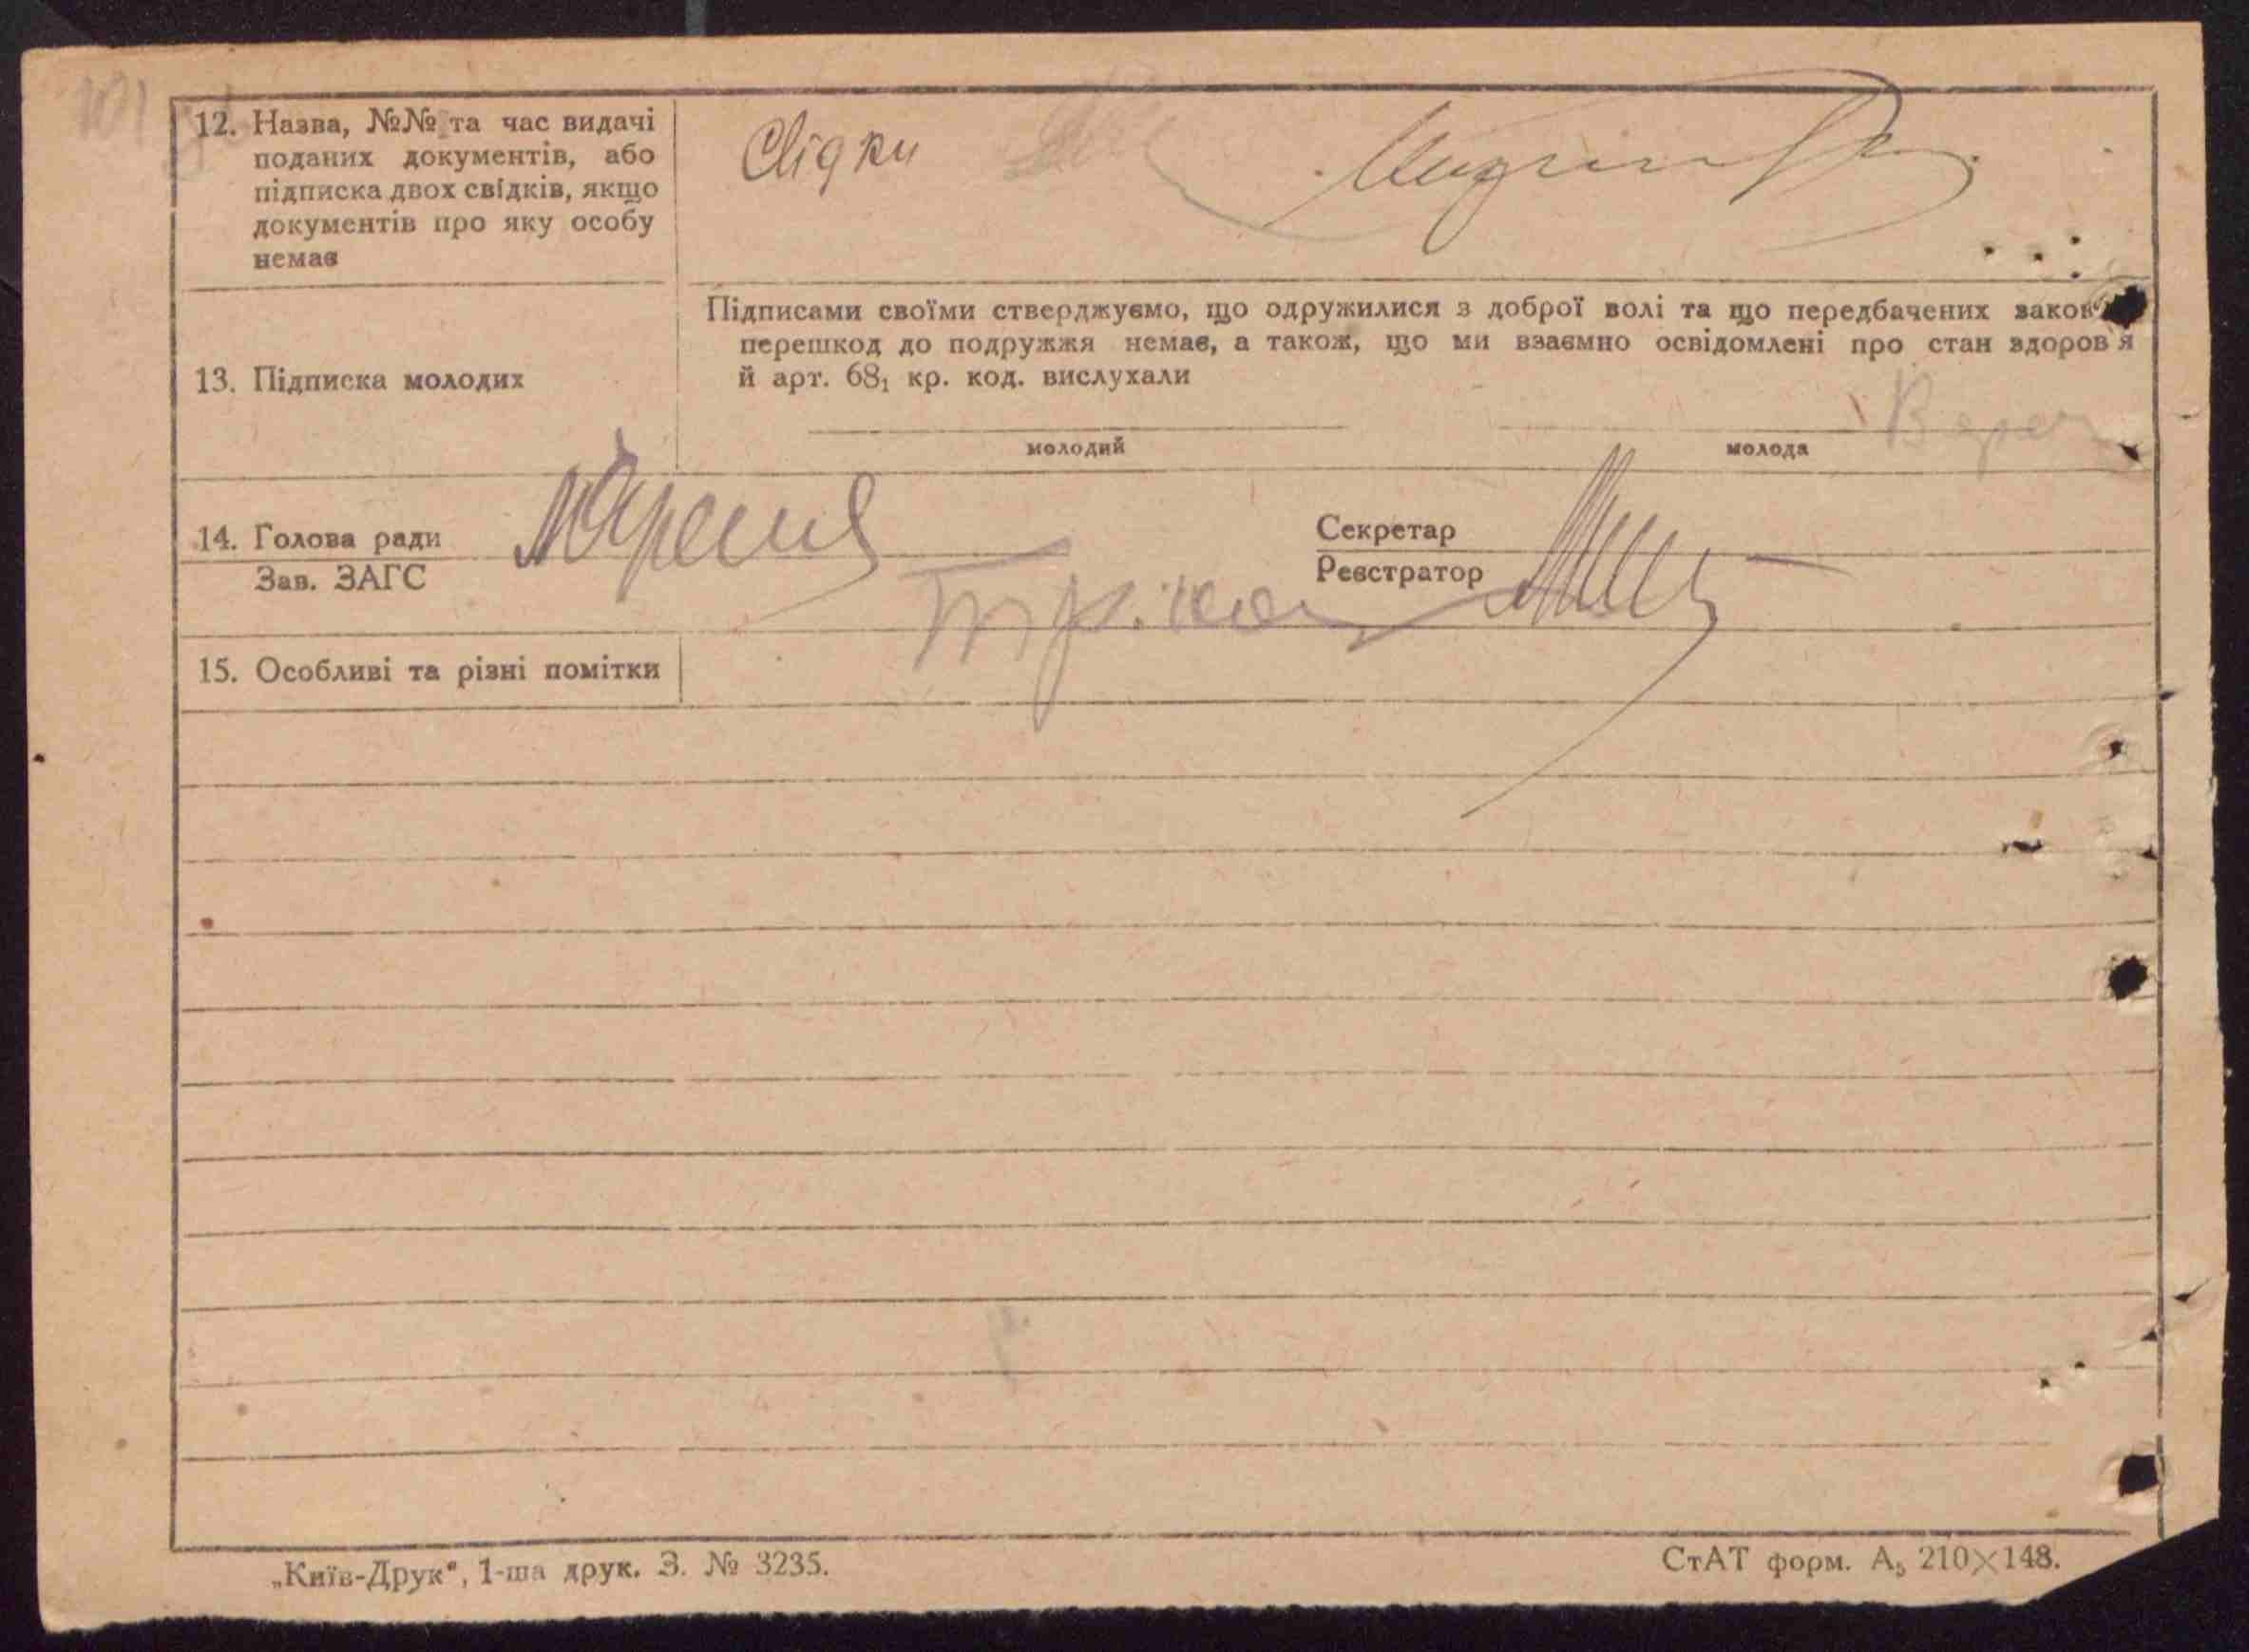 12. Назва, №№ та час видачі
поданих документів, або
підписка двох свідків, якщо
документів про яку особу
немає
Свідки
13. Підписка молодих
Підписами своїми стверджуємо, що одружилися з доброї волі та що передбачених закон
перешкод до подружжя немає, а також, що ми взаємно освідомлені про стан здоров'я
й арт. 68₁ кр. код. вислухали
молодий
молода
14. Голова ради
Зав. ЗАГС
Секретар
Реєстратор
15. Особливі та різні помітки
„Київ-Друк“, 1-ша друк. З. № 3235.
СтАТ форм. А₅ 210×148.